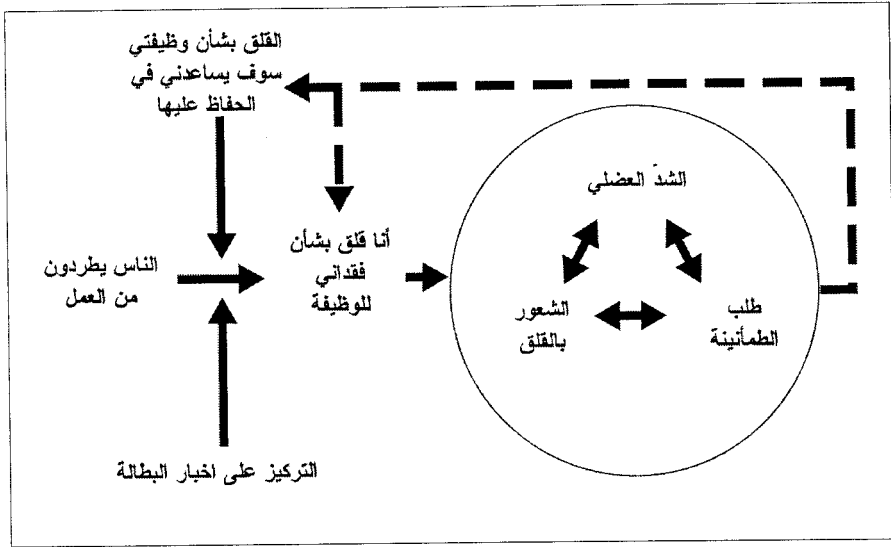 القلق بشأن وظيفتي
سوف يساعدني في
الحفاظ عليها
الشدّ العضلي
أنا قلق بشأن
فقداني
للوظيفة
الناس يطردون
من العمل
الشعور
بالقلق
طلب
الطمأنينة
التركيز على اخبار البطالة